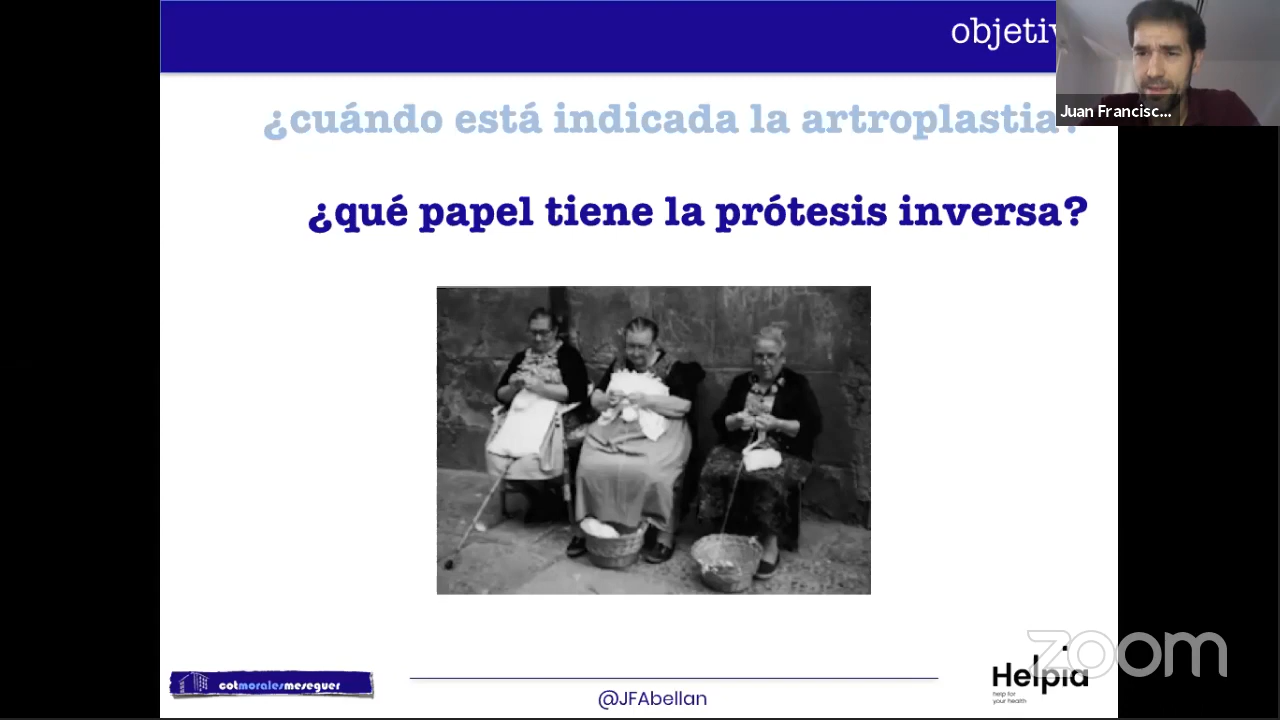 objetiv
Juan Francisc...
¿cuándo está indicada la artroplastia?
¿qué papel tiene la prótesis inversa?
zoom
cotmoralesmeseguer
Helpia
help for
your health
@JFAbellan